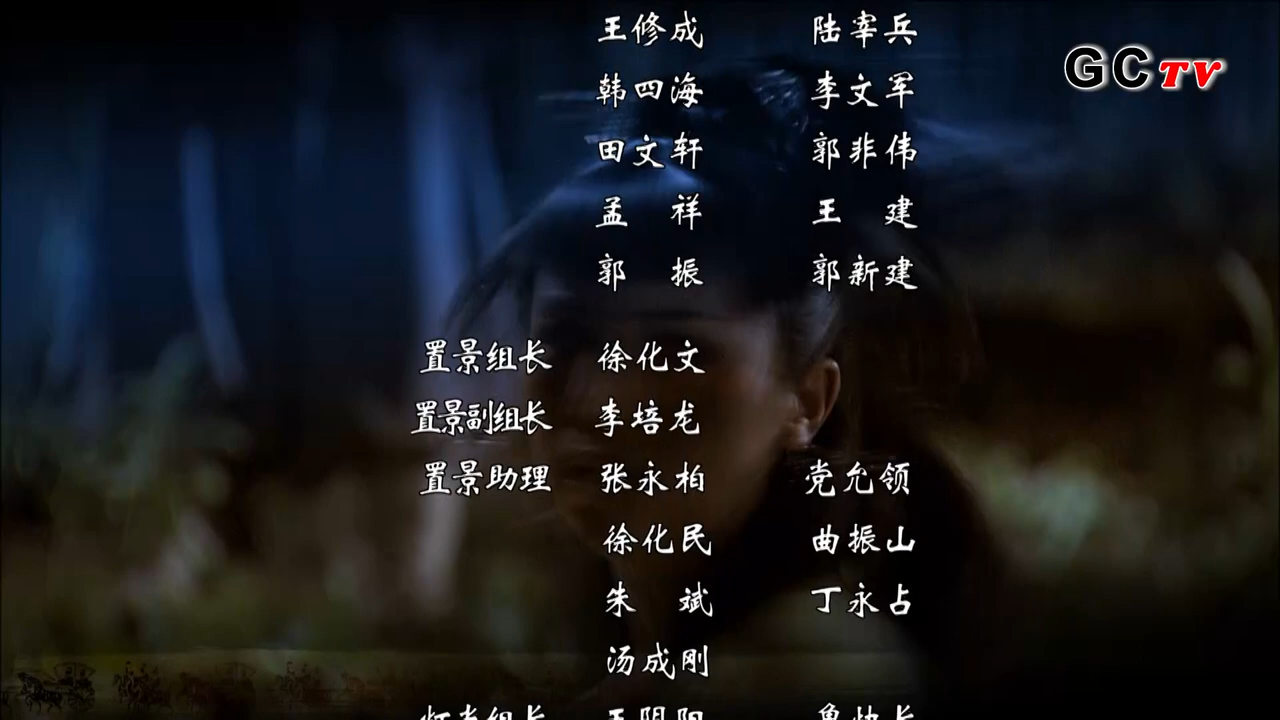 王修成 陆宰兵
GCTV
韩四海 李文军
田文轩 郭非伟
孟祥 王建
郭振 郭新建
置景组长 徐化文
置景副组长 李培龙
置景助理 张永柏 党允领
徐化民 曲振山
朱斌 丁永占
汤成刚